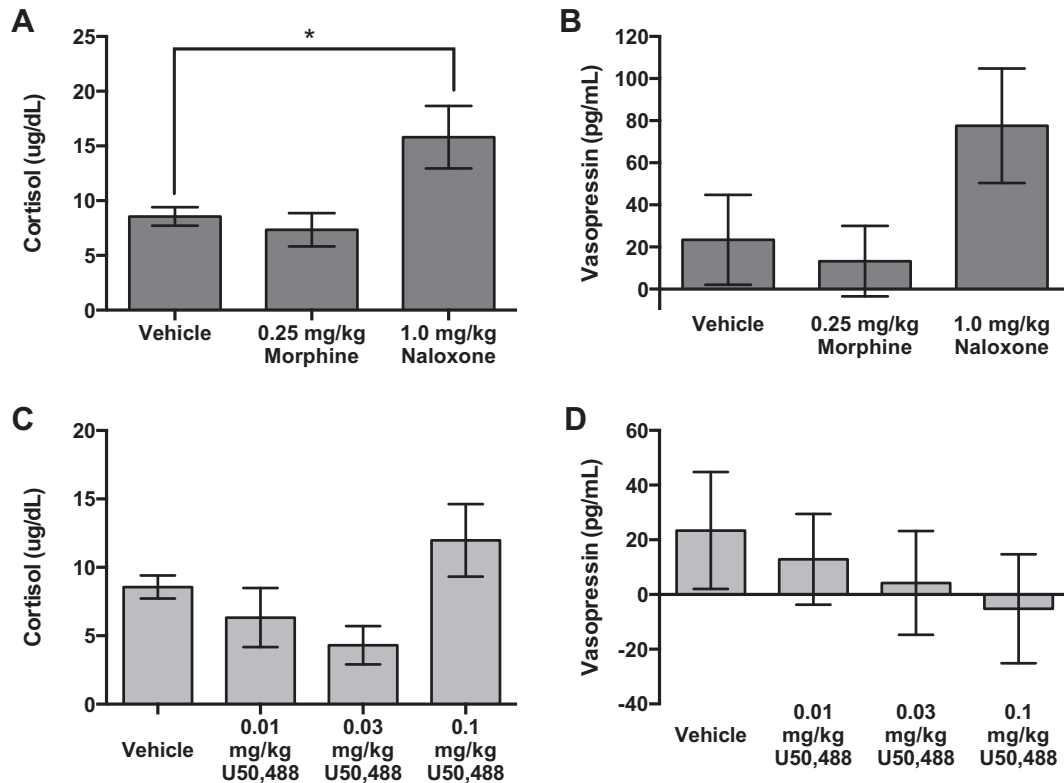 A
Cortisol (ug/dL)
25
20
15
10
5
0
*
Vehicle
0.25 mg/kg
Morphine
1.0 mg/kg
Naloxone
B
Vasopressin (pg/mL)
120
100
80
60
40
20
0
Vehicle
0.25 mg/kg
Morphine
1.0 mg/kg
Naloxone
C
Cortisol (ug/dL)
20
15
10
5
0
Vehicle
0.01
mg/kg
U50,488
0.03
mg/kg
U50,488
0.1
mg/kg
U50,488
D
Vasopressin (pg/mL)
60
40
20
0
-20
-40
Vehicle
0.01
mg/kg
U50,488
0.03
mg/kg
U50,488
0.1
mg/kg
U50,488